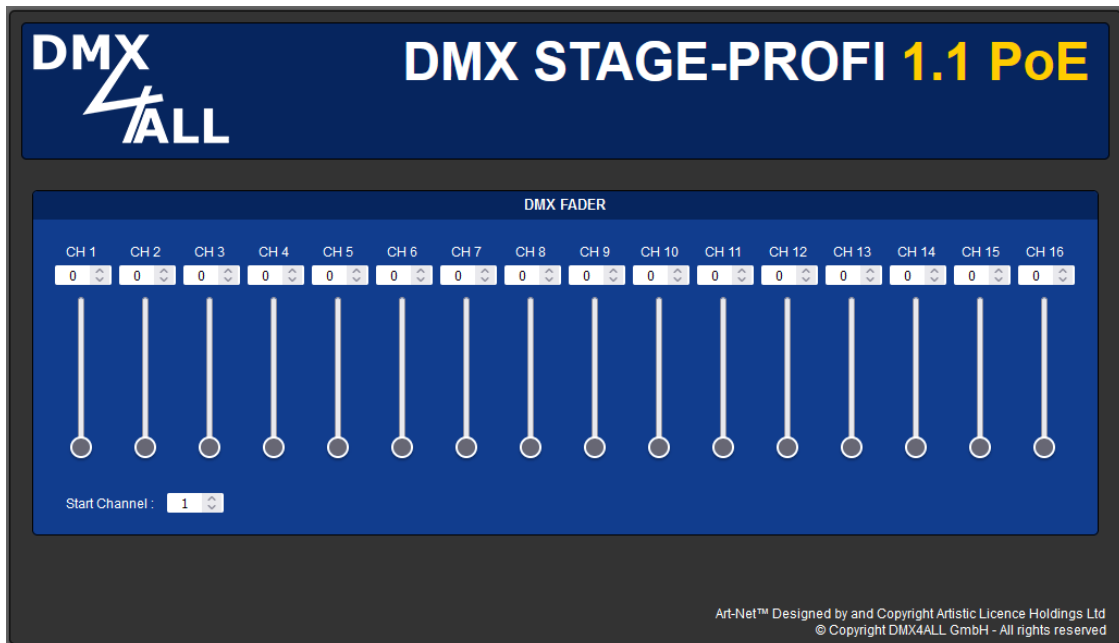 DMX
4ALL
DMX STAGE-PROFI 1.1 PoE
DMX FADER
CH 1 CH 2 CH 3 CH 4 CH 5 CH 6 CH 7 CH 8 CH 9 CH 10 CH 11 CH 12 CH 13 CH 14 CH 15 CH 16
0 0 0 0 0 0 0 0 0 0 0 0 0 0 0 0
Start Channel : 1
Art-Net™ Designed by and Copyright Artistic Licence Holdings Ltd
© Copyright DMX4ALL GmbH - All rights reserved